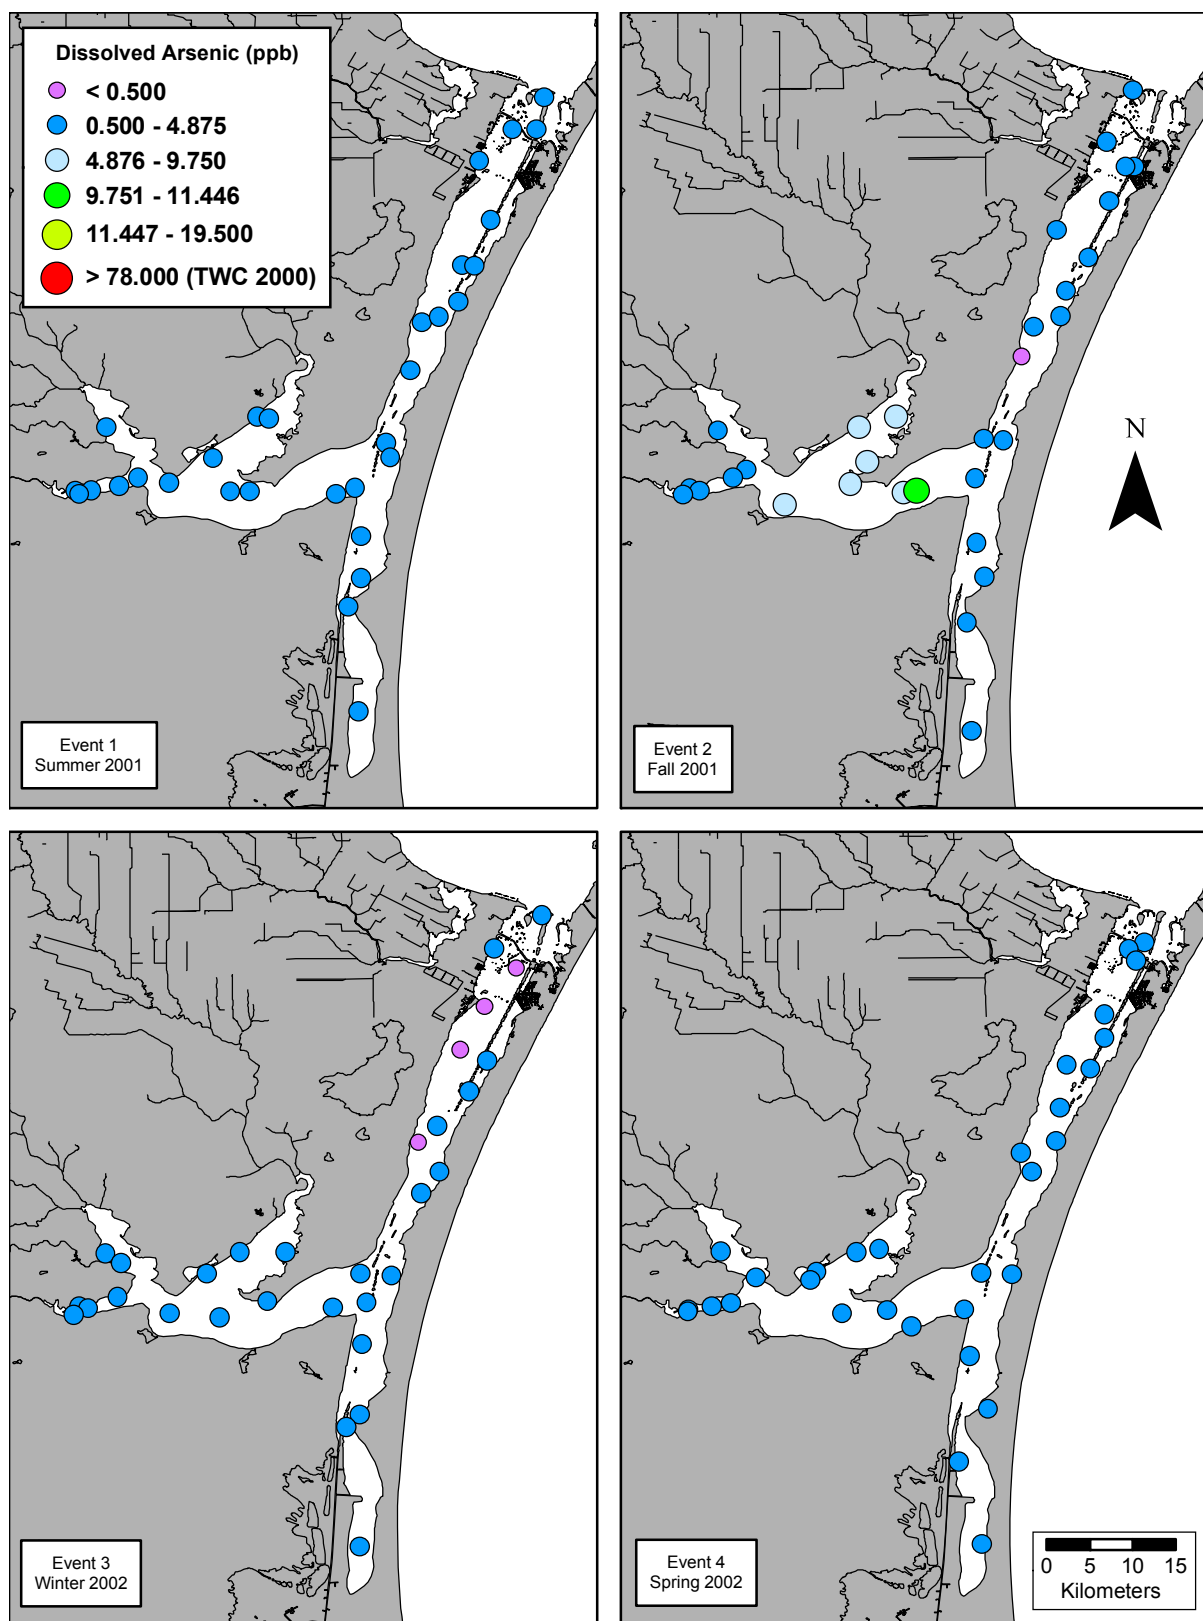 Dissolved Arsenic (ppb)
< 0.500
0.500 - 4.875
4.876 - 9.750
9.751 - 11.446
11.447 - 19.500
> 78.000 (TWC 2000)
Event 1
Summer 2001
N
Event 2
Fall 2001
Event 3
Winter 2002
Event 4
Spring 2002
0 5 10 15
Kilometers